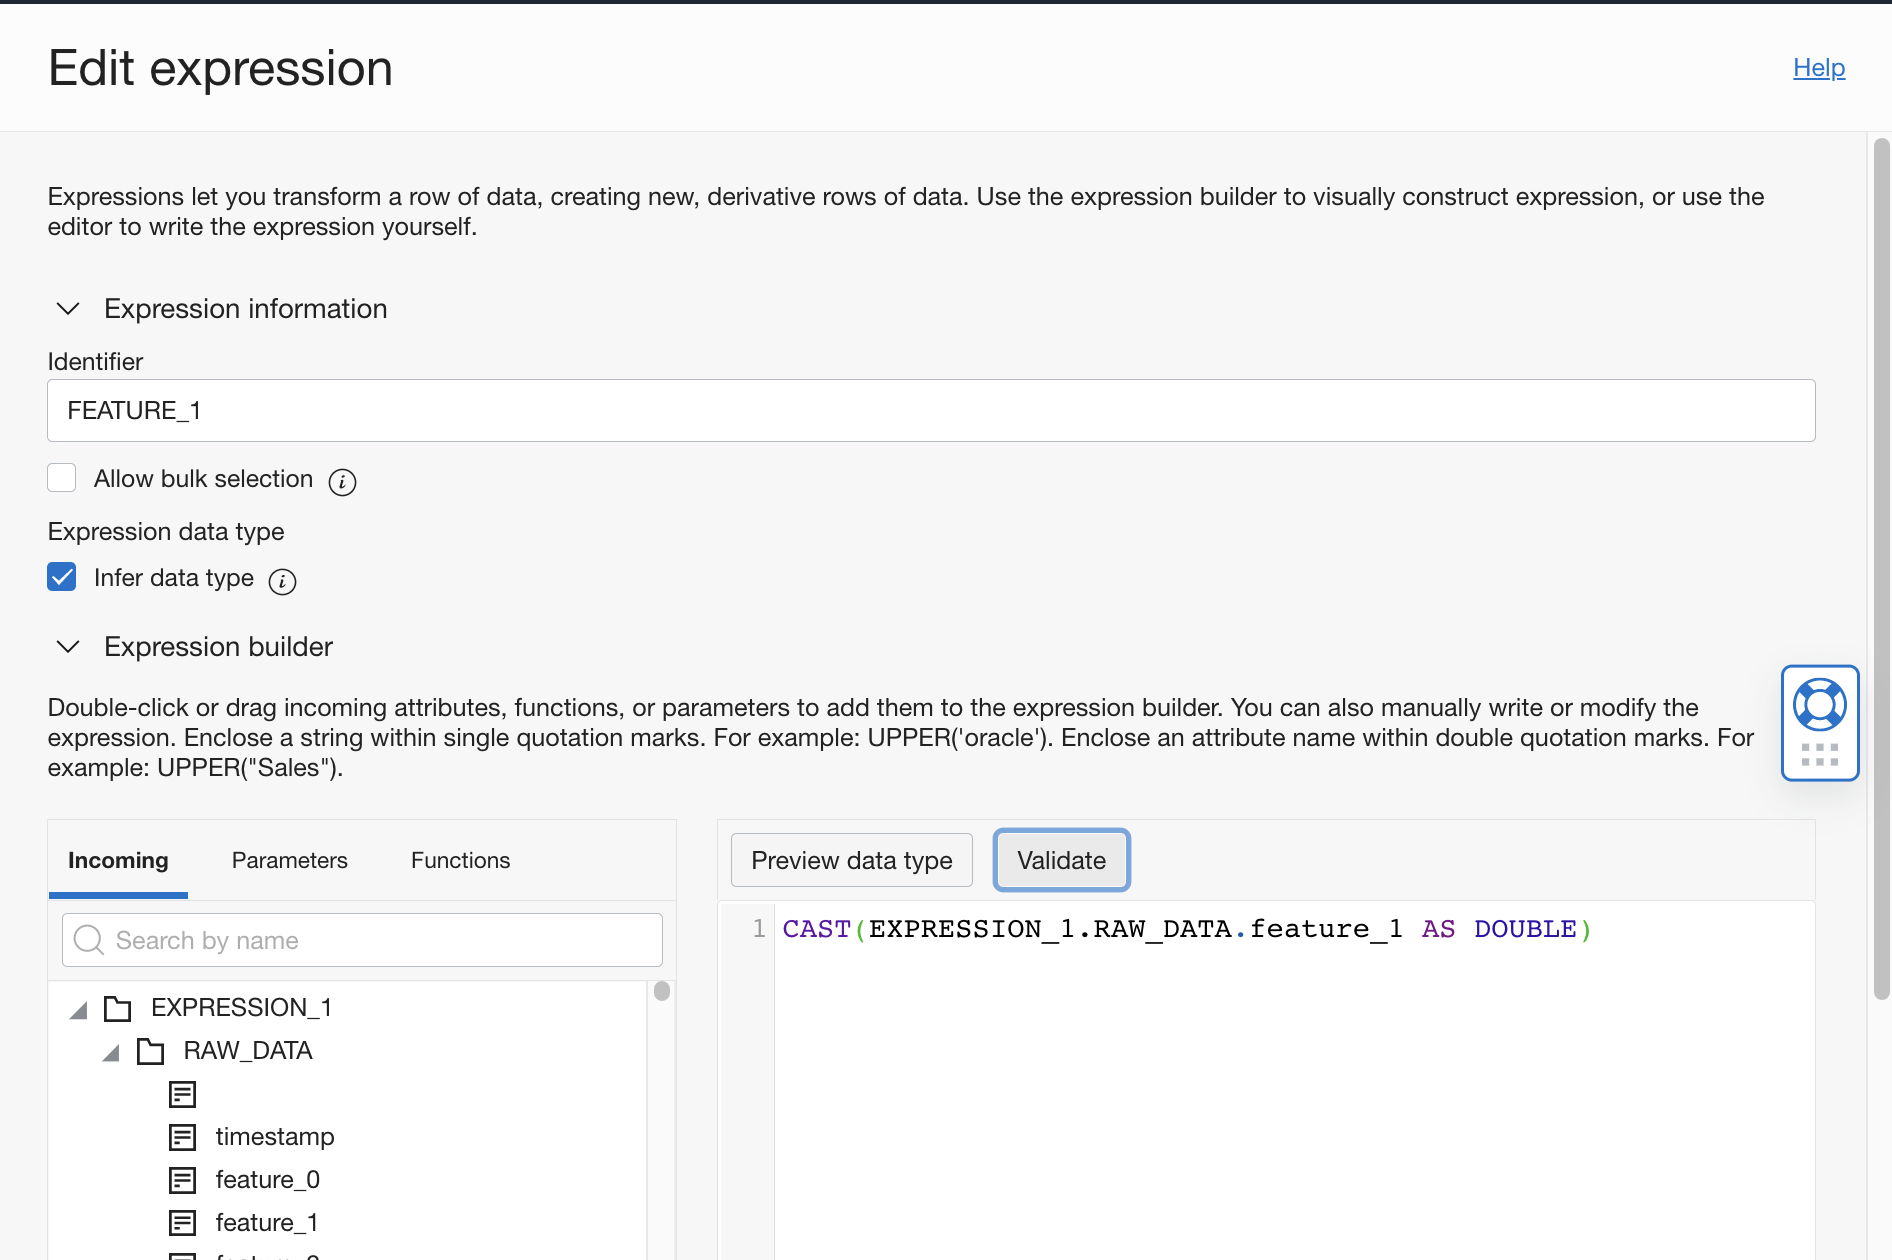 Edit expression
Help
Expressions let you transform a row of data, creating new, derivative rows of data. Use the expression builder to visually construct expression, or use the
editor to write the expression yourself.
Expression information
Identifier
FEATURE_1
Allow bulk selection
Expression data type
Infer data type
Expression builder
Double-click or drag incoming attributes, functions, or parameters to add them to the expression builder. You can also manually write or modify the
expression. Enclose a string within single quotation marks. For example: UPPER('oracle'). Enclose an attribute name within double quotation marks. For
example: UPPER("Sales").
Incoming Parameters Functions
Preview data type Validate
Search by name
1 CAST(EXPRESSION_1.RAW_DATA.feature_1 AS DOUBLE)
EXPRESSION_1
RAW_DATA
timestamp
feature_0
feature_1